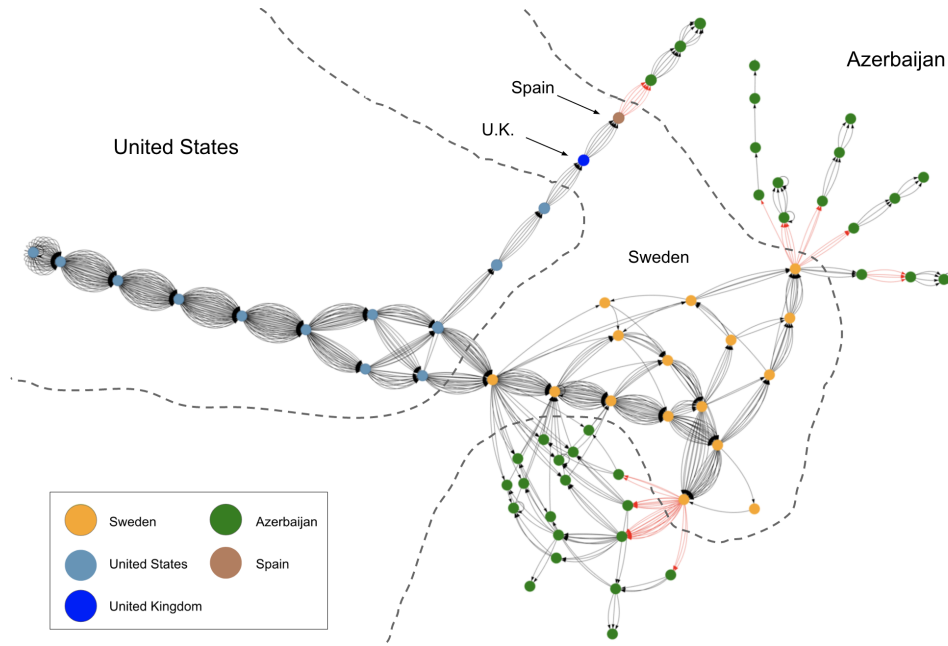 Azerbaijan
Spain
U.K.
United States
Sweden
Sweden
Azerbaijan
United States
Spain
United Kingdom